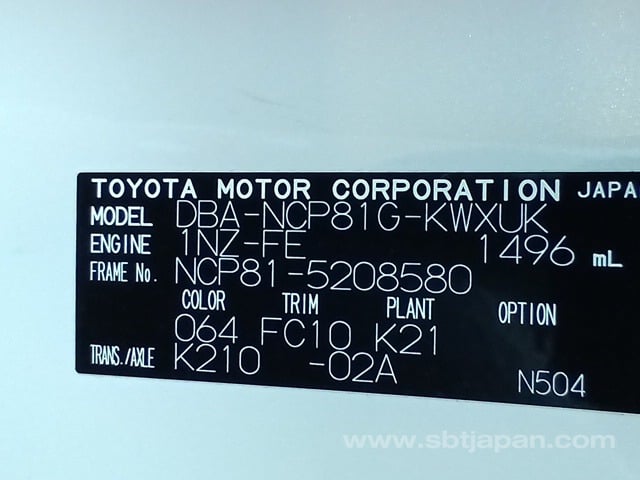 TOYOTA MOTOR CORPORATION JAPA
MODEL DBA-NCP81G-KWXUK
ENGINE 1NZ-FE 1496 mL
FRAME No. NCP81-5208580
COLOR TRIM PLANT OPTION
064 FC10 K21
TRANS./AXLE K210 -02A
N504
www.sbtjapan.com